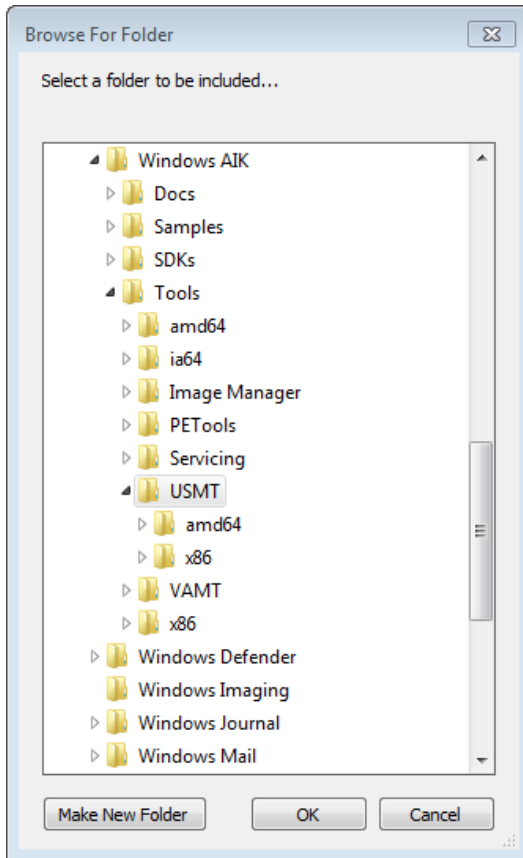 Browse For Folder
Select a folder to be included...
Windows AIK
Docs
Samples
SDKs
Tools
amd64
ia64
Image Manager
PETools
Servicing
USMT
amd64
x86
VAMT
x86
Windows Defender
Windows Imaging
Windows Journal
Windows Mail
Make New Folder OK Cancel